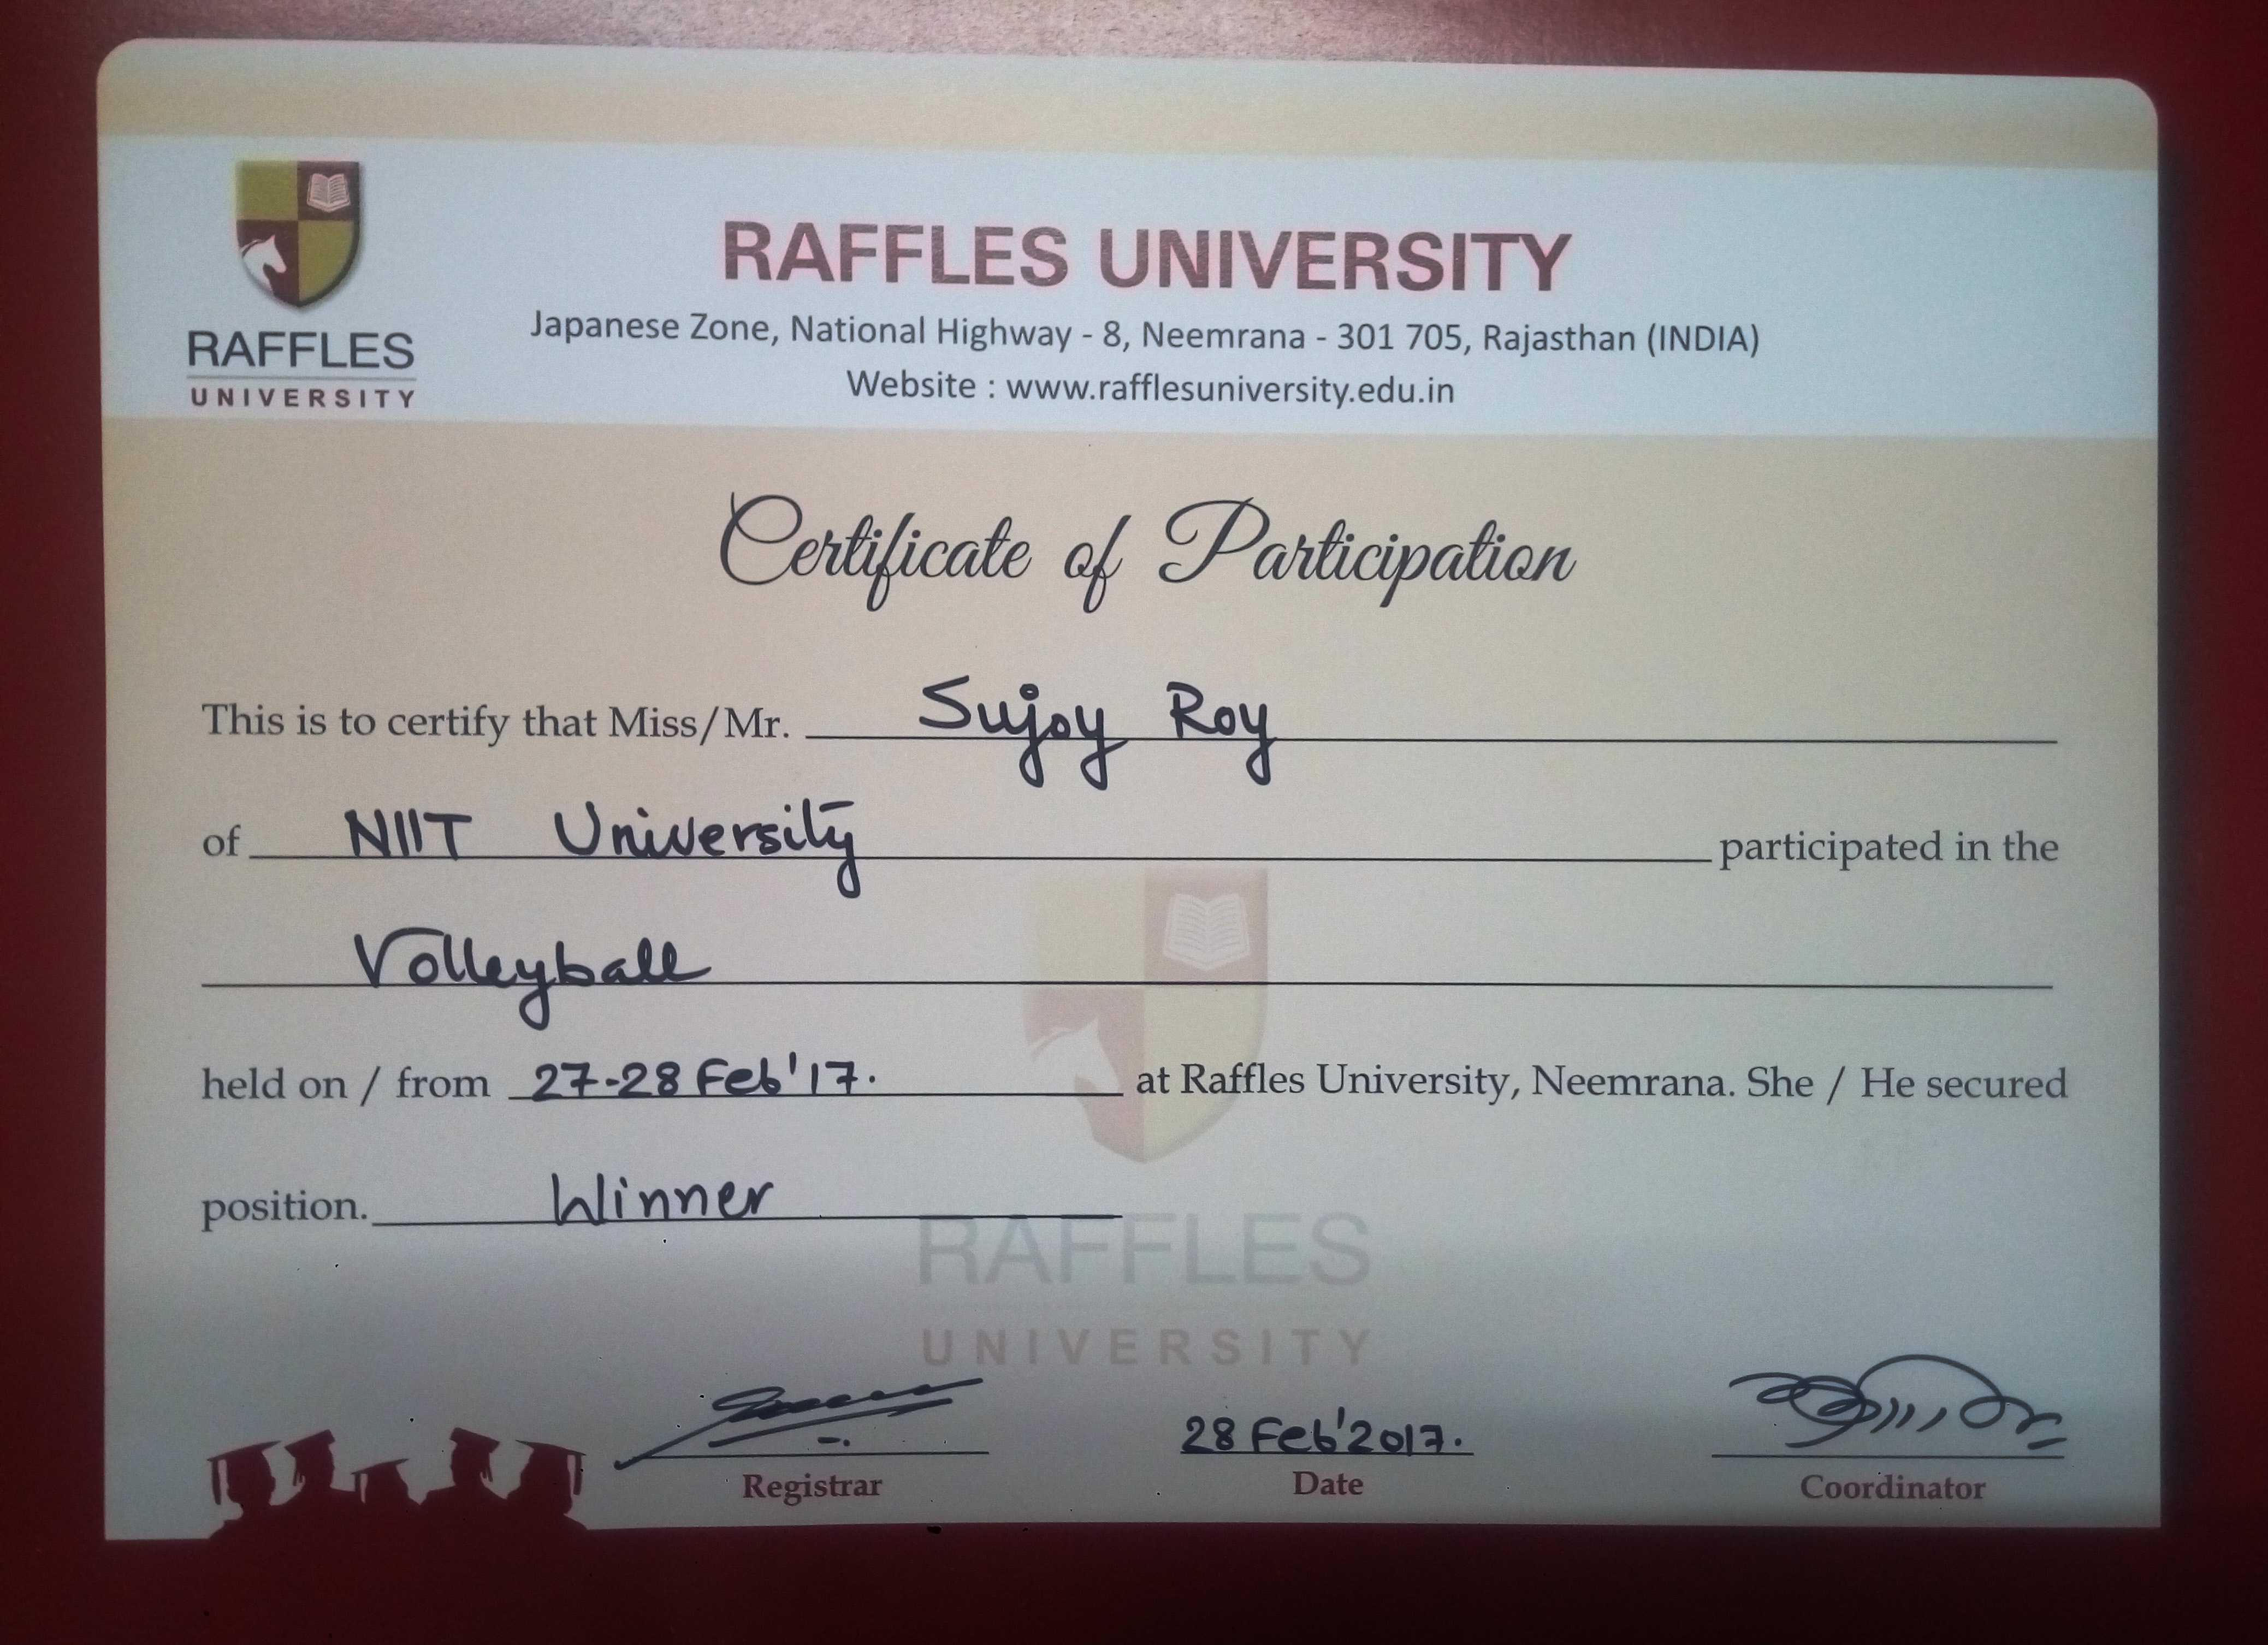 RAFFLES
UNIVERSITY
RAFFLES UNIVERSITY
Japanese Zone, National Highway - 8, Neemrana - 301 705, Rajasthan (INDIA)
Website : www.rafflesuniversity.edu.in
Certificate of Participation
This is to certify that Miss/Mr. Sujoy Roy
of NIIT University participated in the
Volleyball
held on / from 27-28 Feb'17. at Raffles University, Neemrana. She / He secured
position. Winner
RAFFLES
UNIVERSITY
28 Feb'2017.
Registrar Date Coordinator